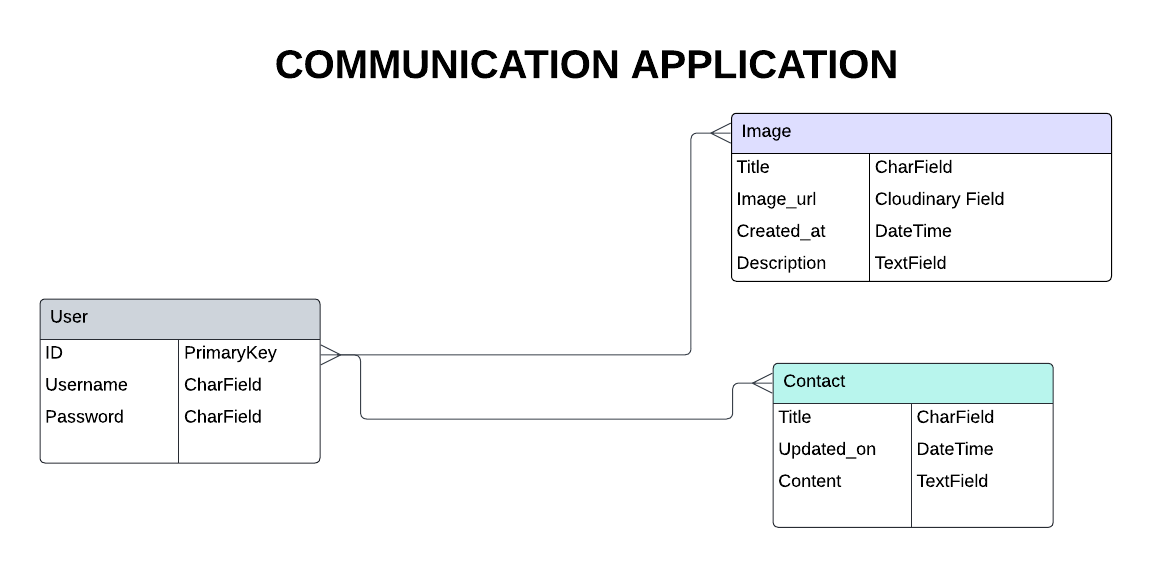 COMMUNICATION APPLICATION
Image
Title CharField
Image_url Cloudinary Field
Created_at DateTime
Description TextField
User
ID PrimaryKey
Username CharField
Password CharField
Contact
Title CharField
Updated_on DateTime
Content TextField